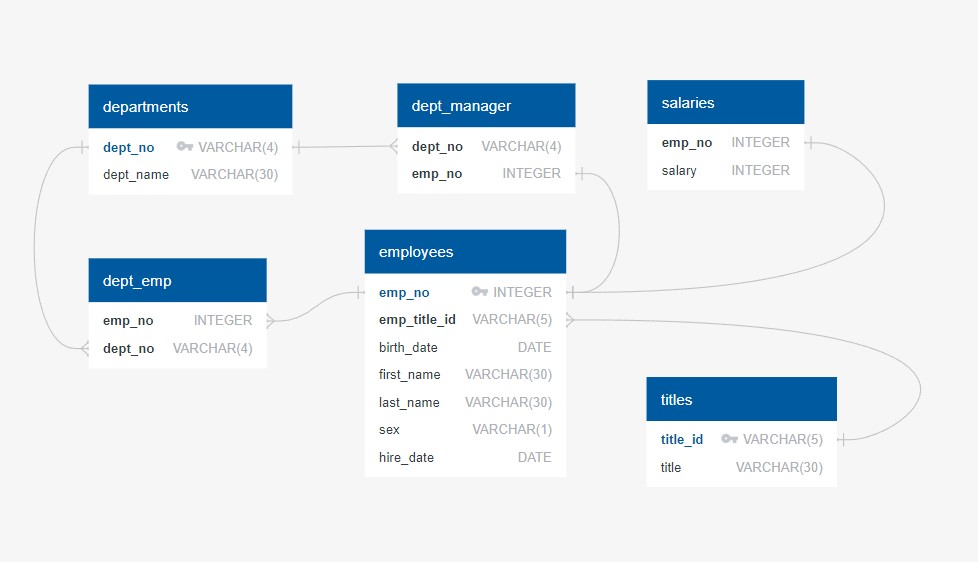 departments
dept_no VARCHAR(4)
dept_name VARCHAR(30)
dept_manager
dept_no VARCHAR(4)
emp_no INTEGER
salaries
emp_no INTEGER
salary INTEGER
dept_emp
emp_no INTEGER
dept_no VARCHAR(4)
employees
emp_no INTEGER
emp_title_id VARCHAR(5)
birth_date DATE
first_name VARCHAR(30)
last_name VARCHAR(30)
sex VARCHAR(1)
hire_date DATE
titles
title_id VARCHAR(5)
title VARCHAR(30)